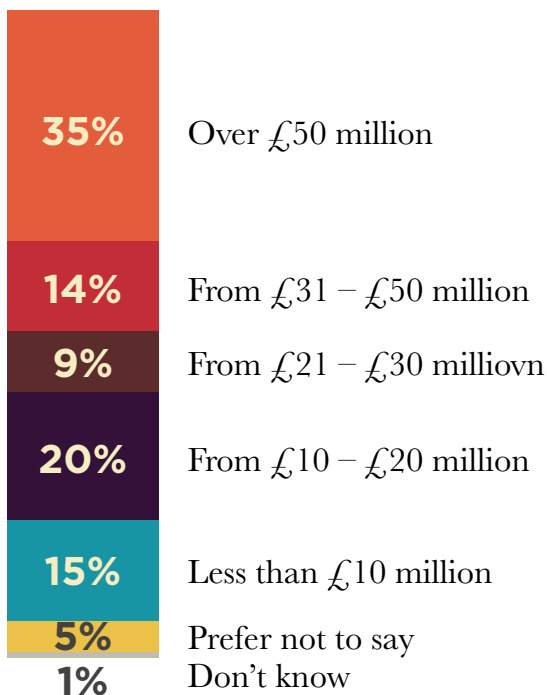 35% Over £50 million
14% From £31 – £50 million
9% From £21 – £30 milliovn
20% From £10 – £20 million
15% Less than £10 million
5% Prefer not to say
1% Don't know